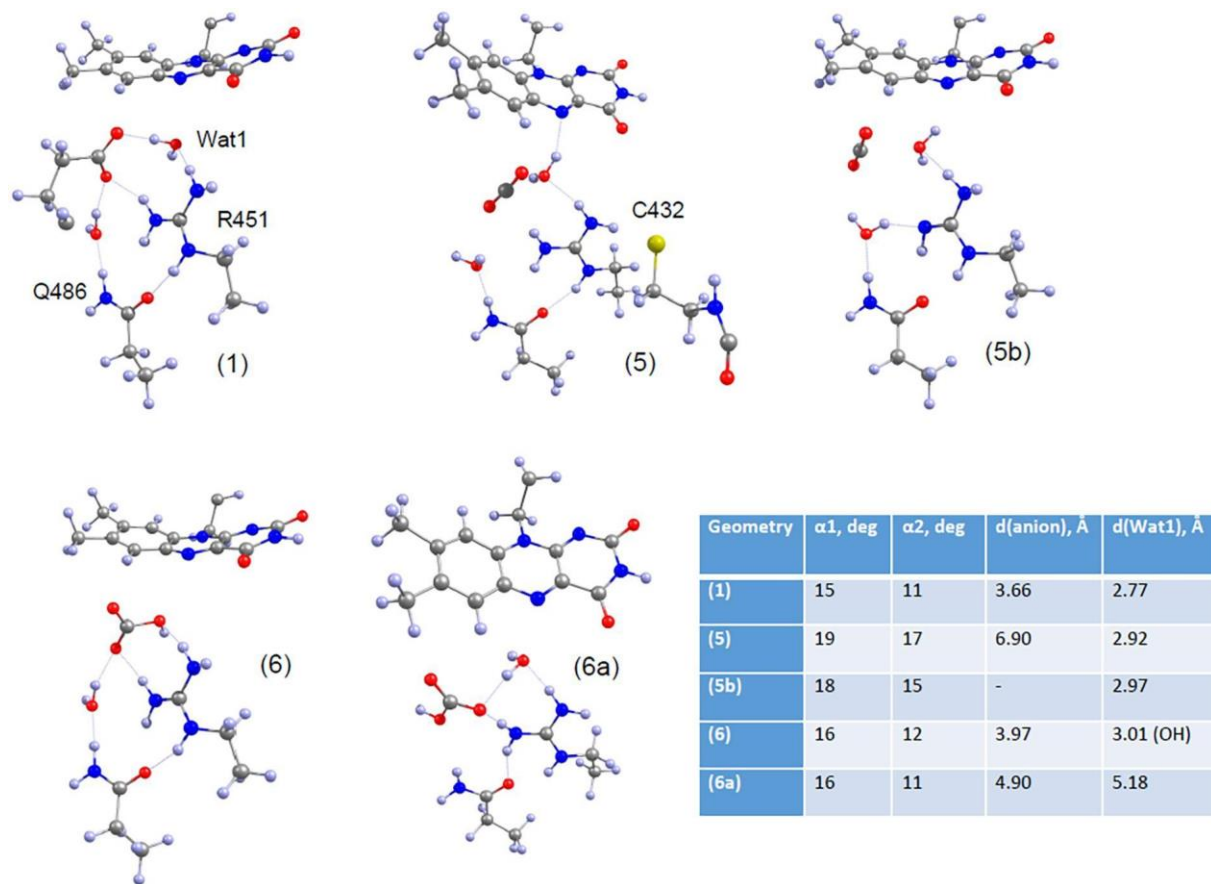 Wat1
R451
Q486
(1)
C432
(5)
(5b)
(6)
(6a)
Geometry α1, deg α2, deg d(anion), Å d(Wat1), Å
(1) 15 11 3.66 2.77
(5) 19 17 6.90 2.92
(5b) 18 15 - 2.97
(6) 16 12 3.97 3.01 (OH)
(6a) 16 11 4.90 5.18